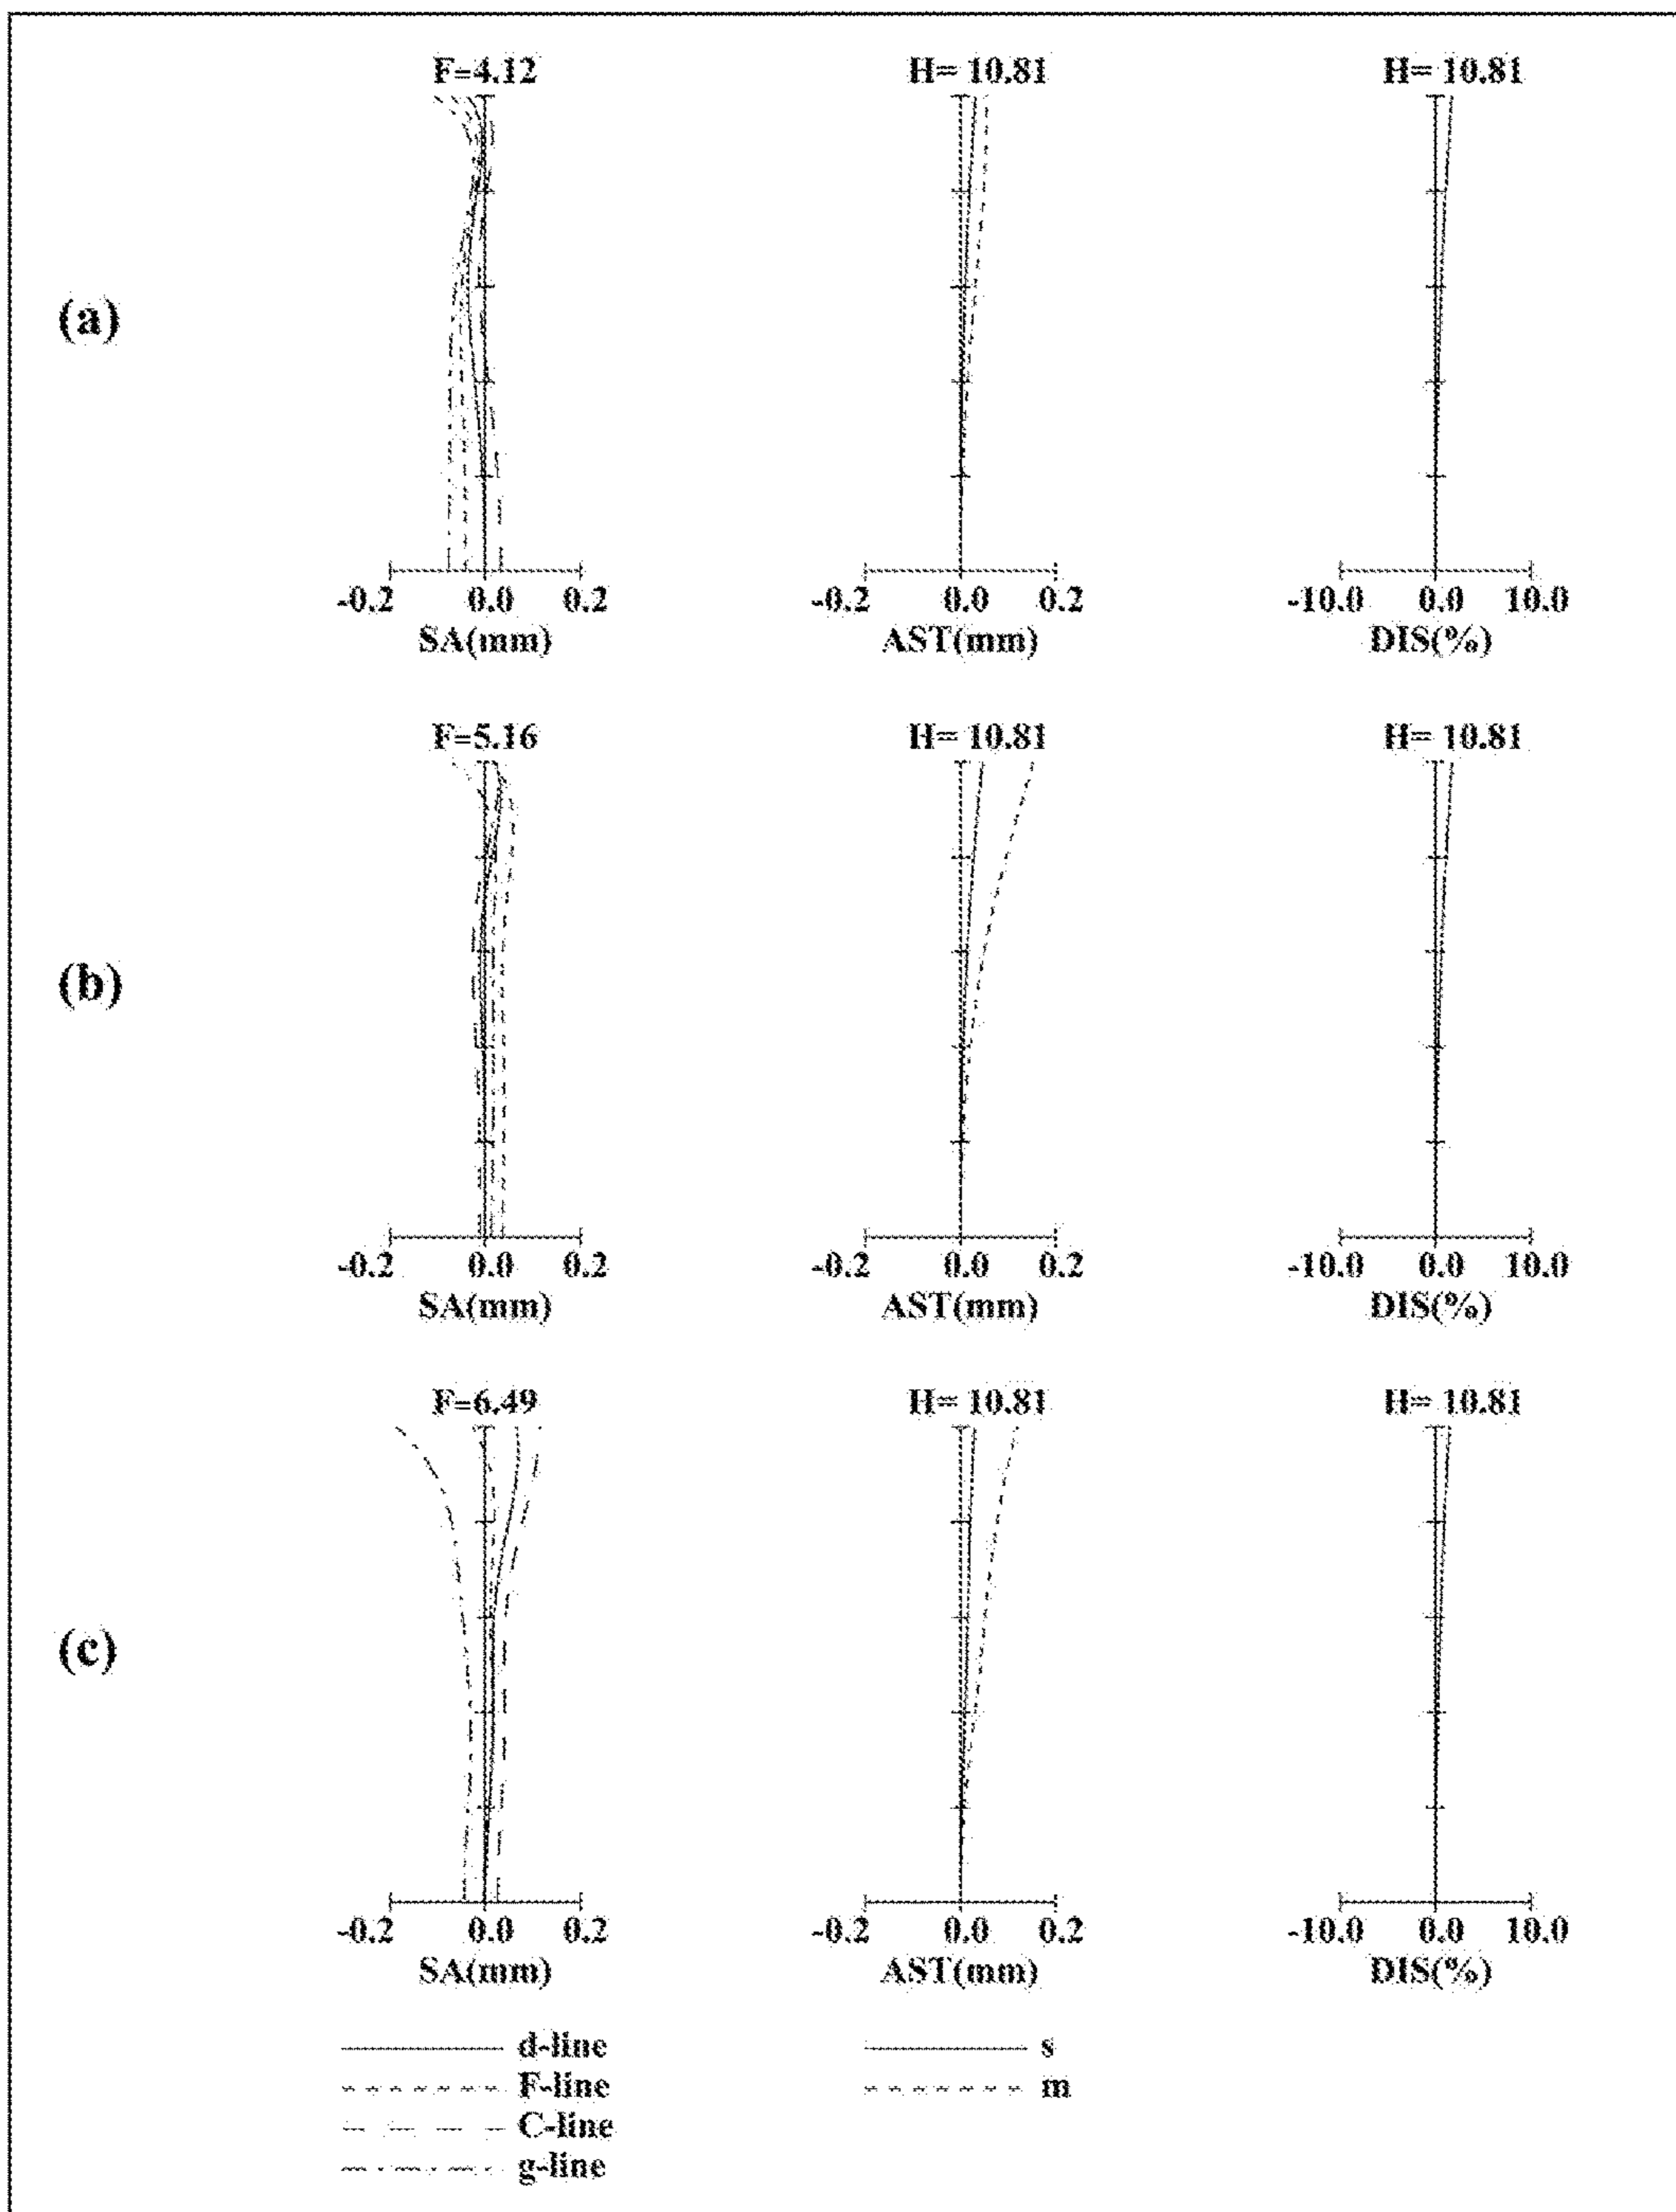 F=4.12 H= 10.81 H= 10.81
(a)
-0.2 0.0 0.2 -0.2 0.0 0.2 -10.0 0.0 10.0
SA(mm) AST(mm) DIS(%)
F=5.16 H= 10.81 H= 10.81
(b)
-0.2 0.0 0.2 -0.2 0.0 0.2 -10.0 0.0 10.0
SA(mm) AST(mm) DIS(%)
F=6.49 H= 10.81 H= 10.81
(c)
-0.2 0.0 0.2 -0.2 0.0 0.2 -10.0 0.0 10.0
SA(mm) AST(mm) DIS(%)
d-line s
F-line m
C-line
g-line